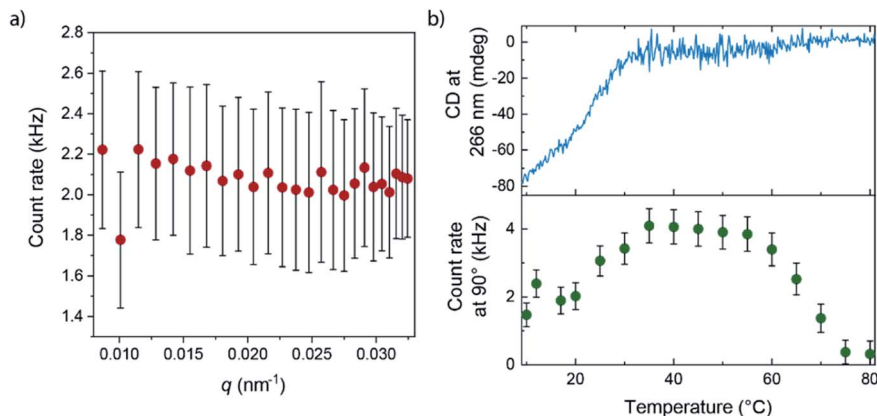 a)
2.8
2.6
2.4
2.2
2.0
1.8
1.6
1.4
Count rate (kHz)
0.010 0.015 0.020 0.025 0.030
q (nm⁻¹)
b)
0
-20
-40
-60
-80
CD at
266 nm (mdeg)
4
2
0
Count rate
at 90° (kHz)
20 40 60 80
Temperature (°C)